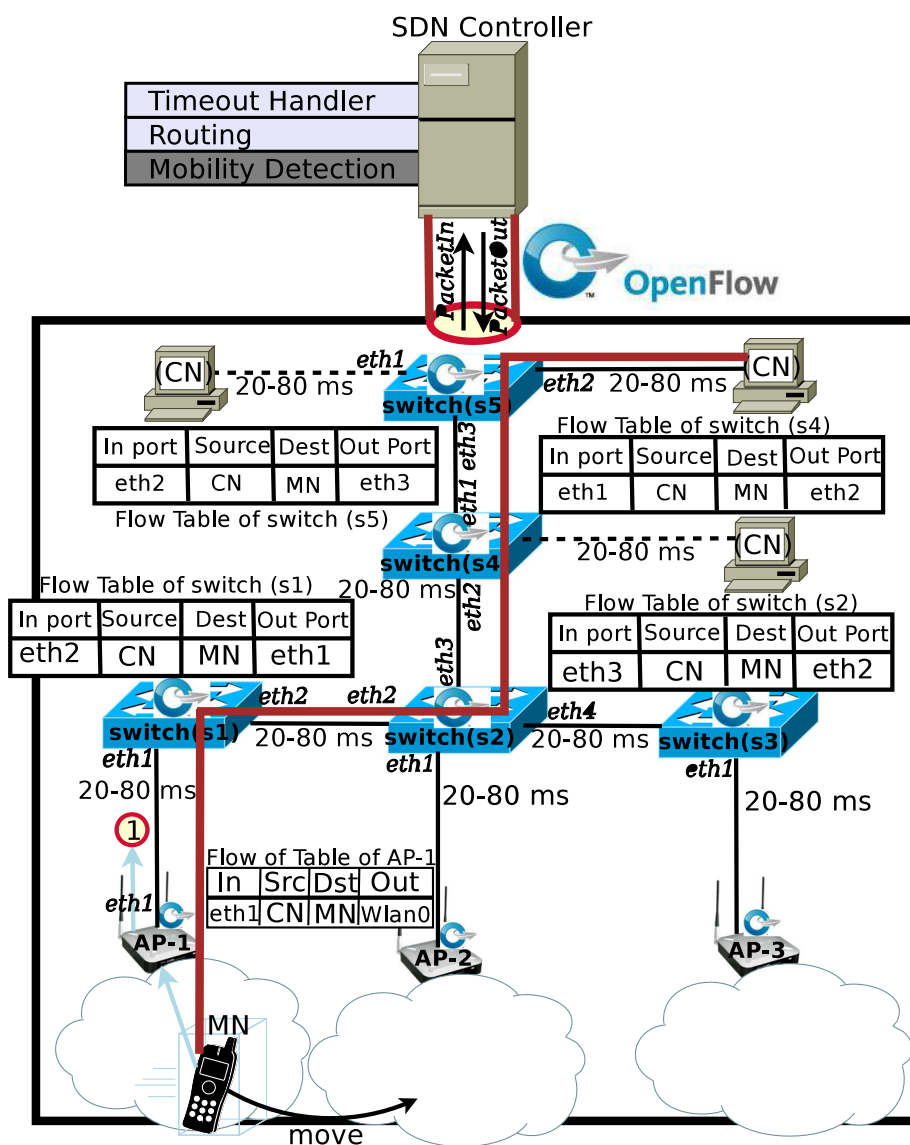 SDN Controller
Timeout Handler
Routing
Mobility Detection
PacketIn
PacketOut
OpenFlow
TM
(CN)
20-80 ms
eth1
switch(s5)
eth2
20-80 ms
(CN)
In port Source Dest Out Port
eth2 CN MN eth3
Flow Table of switch (s5)
eth3
eth1
Flow Table of switch (s4)
In port Source Dest Out Port
eth1 CN MN eth2
switch(s4
20-80 ms
20-80 ms
(CN)
eth2
eth3
Flow Table of switch (s1)
In port Source Dest Out Port
eth2 CN MN eth1
Flow Table of switch (s2)
In port Source Dest Out Port
eth3 CN MN eth2
switch(s1)
eth2
20-80 ms
eth2
switch(s2)
eth4
20-80 ms
switch(s3)
eth1
20-80 ms
eth1
20-80 ms
eth1
20-80 ms
1
Flow of Table of AP-1
In Src Dst Out
eth1 CN MN Wlan0
eth1
AP-1
AP-2
AP-3
MN
move